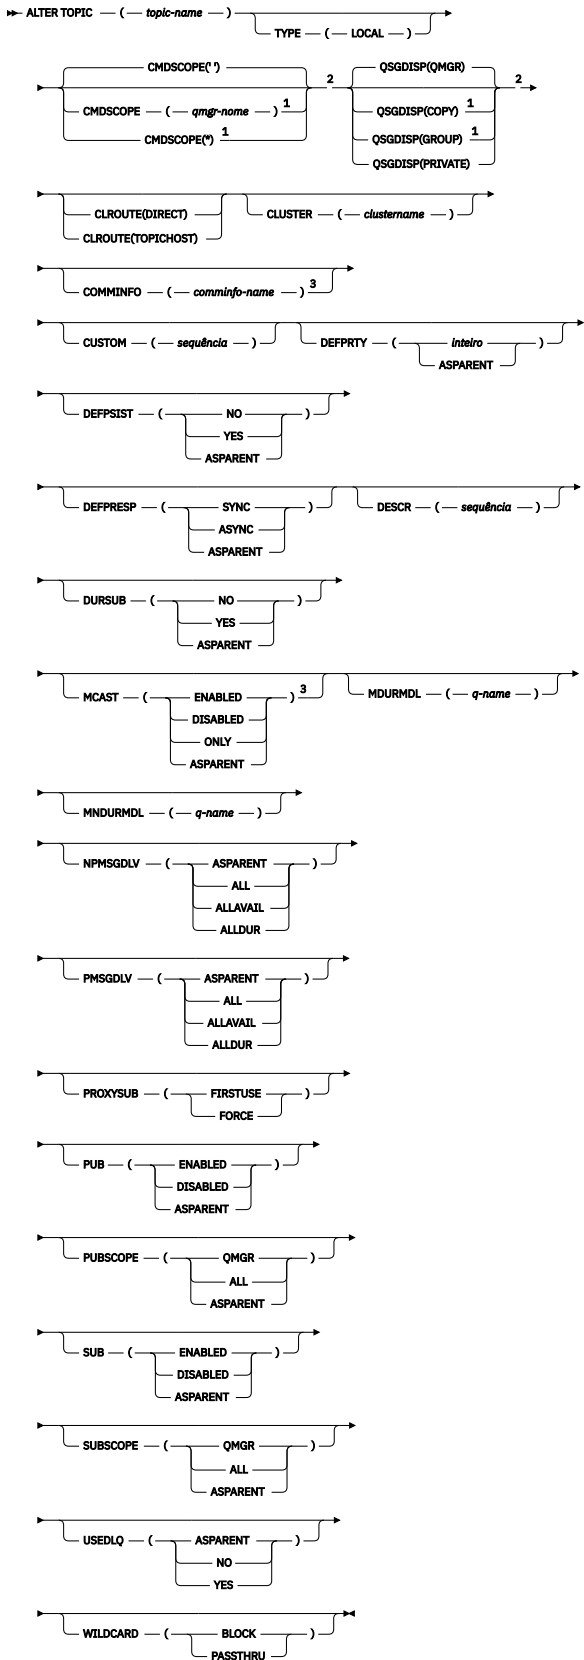 ALTER TOPIC ( topic-name )
TYPE ( LOCAL )
CMDSCOPE(' ')
CMDSCOPE ( qmgr-nome ) 1
CMDSCOPE(*) 1
2
QSGDISP(QMGR)
QSGDISP(COPY) 1
QSGDISP(GROUP) 1
QSGDISP(PRIVATE)
2
CLROUTE(DIRECT)
CLROUTE(TOPICHOST)
CLUSTER ( clustername )
COMMINFO ( comminfo-name ) 3
CUSTOM ( sequência )
DEFPRTY ( inteiro )
ASPARENT
DEFPSIST ( NO )
YES
ASPARENT
DEFPRESP ( SYNC )
ASYNC
ASPARENT
DESCR ( sequência )
DURSUB ( NO )
YES
ASPARENT
MCAST ( ENABLED ) 3
DISABLED
ONLY
ASPARENT
MDURMDL ( q-name )
MNDURMDL ( q-name )
NPMSGDLV ( ASPARENT )
ALL
ALLAVAIL
ALLDUR
PMSGDLV ( ASPARENT )
ALL
ALLAVAIL
ALLDUR
PROXYSUB ( FIRSTUSE )
FORCE
PUB ( ENABLED )
DISABLED
ASPARENT
PUBSCOPE ( QMGR )
ALL
ASPARENT
SUB ( ENABLED )
DISABLED
ASPARENT
SUBSCOPE ( QMGR )
ALL
ASPARENT
USEDLQ ( ASPARENT )
NO
YES
WILDCARD ( BLOCK )
PASSTHRU